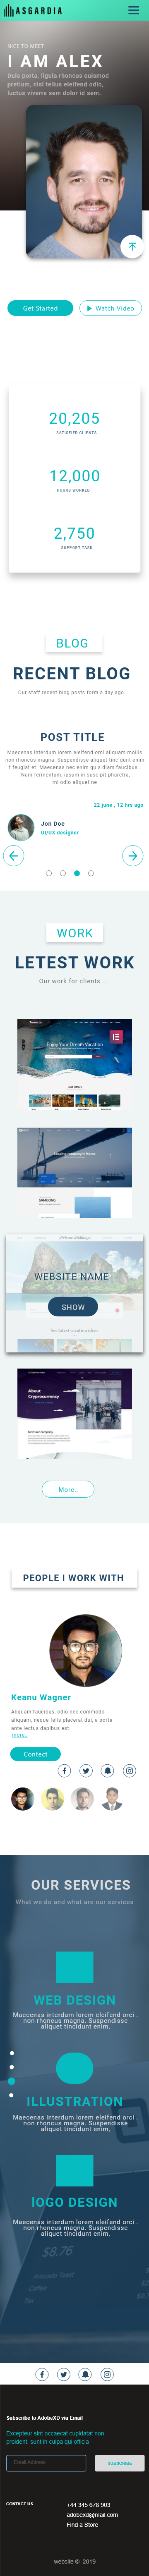 ASGARDIA
NICE TO MEET
I AM ALEX
Duis porta, ligula rhoncus euismod
pretium, nisi tellus eleifend odio,
luctus viverra sem dolor id sem.
Get Started
Watch Video
20,205
SATISFIED CLIENTS
12,000
HOURS WORKED
2,750
SUPPORT TASK
BLOG
RECENT BLOG
Our staff recent blog posts form a day ago...
POST TITLE
Maecenas interdum lorem eleifend orci aliquam mollis.
non rhoncus magna. Suspendisse aliquet tincidunt enim,
t feugiat et. Maecenas nec enim quis diam faucibus.
Nam fermentum, ipsum in suscipit pharetra,
mi odio aliquet ne
22 june , 12 hrs ago
Jon Doe
UI/UX designer
WORK
LETEST WORK
Our work for clients ...
Explore Your Dream Vacation
WEBSITE NAME
SHOW
About
Cryptocurrency
More..
PEOPLE I WORK WITH
Keanu Wagner
Aliquam faucibus, odio nec commodo
aliquam, neque felis placerat dui, a porta
ante lectus dapibus est.
more..
Contect
OUR SERVICES
What we do and what are our services
WEB DESIGN
Maecenas interdum lorem eleifend orci .
non rhoncus magna. Suspendisse
aliquet tincidunt enim,
ILLUSTRATION
Maecenas interdum lorem eleifend orci .
non rhoncus magna. Suspendisse
aliquet tincidunt enim,
lOGO DESIGN
Maecenas interdum lorem eleifend orci .
non rhoncus magna. Suspendisse
aliquet tincidunt enim,
$8.76
Subscribe to AdobeXD via Email
Excepteur sint occaecat cupidatat non
proident, sunt in culpa qui officia
Email Address
SUBSCRIBE
CONTACT US
+44 345 678 903
adobexd@mail.com
Find a Store
website © 2019